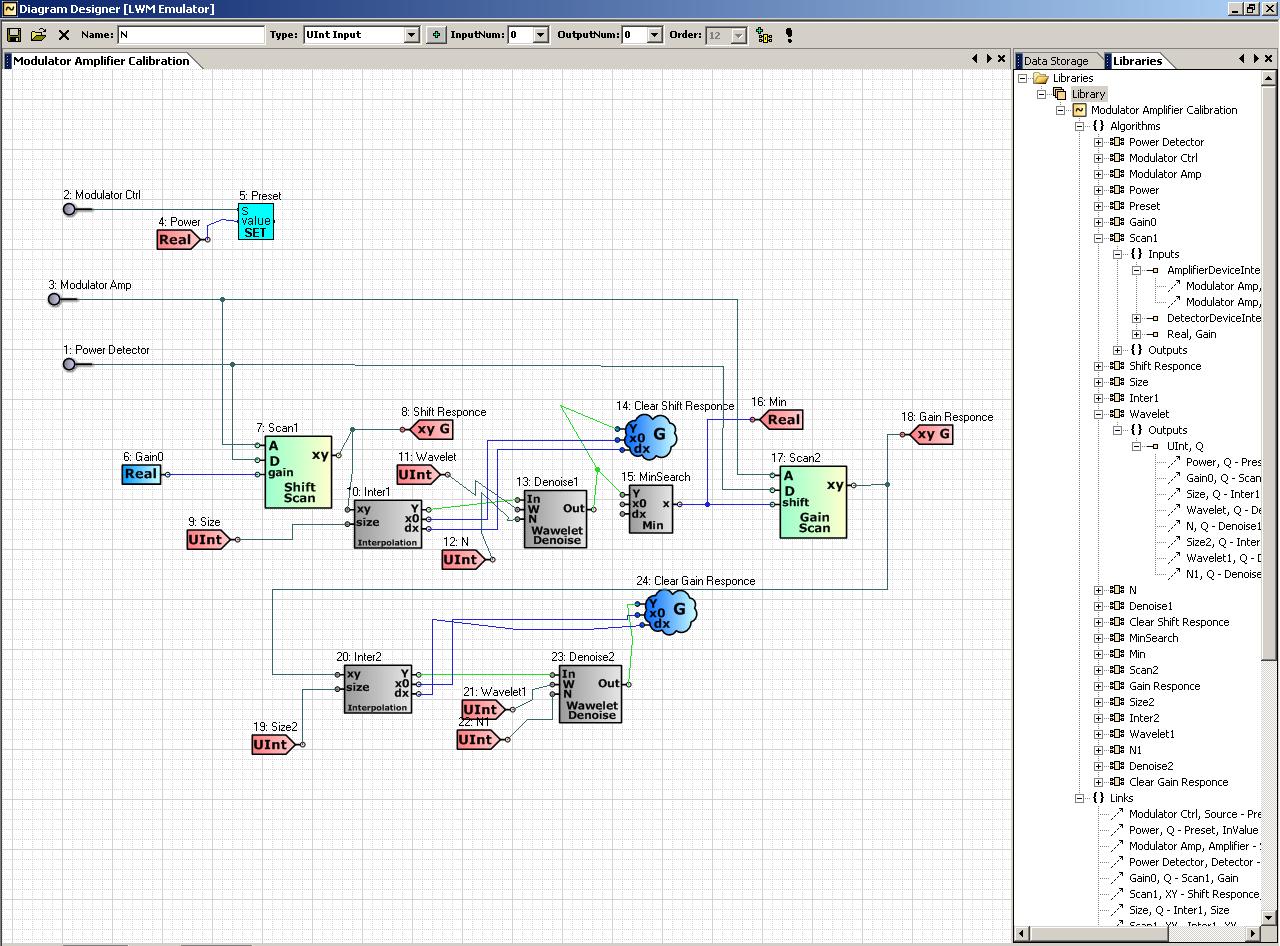 Diagram Designer [LWM Emulator]
Name: N Type: UInt Input InputNum: 0 OutputNum: 0 Order: 12
Modulator Amplifier Calibration
Data Storage Libraries
2: Modulator Ctrl
5: Preset
S
value
SET
4: Power
Real
3: Modulator Amp
1: Power Detector
7: Scan1
A
D
gain
xy
Shift
Scan
6: Gain0
Real
8: Shift Responce
xy G
11: Wavelet
UInt
9: Size
UInt
10: Inter1
xy
size
Y
x0
dx
Interpolation
12: N
UInt
13: Denoise1
In
W
N
Out
Wawelet
Denoise
14: Clear Shift Responce
Y
x0
dx
G
15: MinSearch
Y
x0
dx
x
Min
16: Min
Real
17: Scan2
A
D
shift
xy
Gain
Scan
18: Gain Responce
xy G
24: Clear Gain Responce
Y
x0
dx
G
20: Inter2
xy
size
Y
x0
dx
Interpolation
19: Size2
UInt
21: Wavelet1
UInt
22: N1
UInt
23: Denoise2
In
W
N
Out
Wawelet
Denoise
Libraries
Library
Modulator Amplifier Calibration
{} Algorithms
Power Detector
Modulator Ctrl
Modulator Amp
Power
Preset
Gain0
Scan1
{} Inputs
AmplifierDeviceInte
Modulator Amp,
Modulator Amp,
DetectorDeviceInte
Real, Gain
{} Outputs
Shift Responce
Size
Inter1
Wavelet
{} Outputs
UInt, Q
Power, Q - Pres
Gain0, Q - Scan
Size, Q - Inter1
Wavelet, Q - De
N, Q - Denoise1
Size2, Q - Inter
Wavelet1, Q - D
N1, Q - Denoise
N
Denoise1
Clear Shift Responce
MinSearch
Min
Scan2
Gain Responce
Size2
Inter2
Wavelet1
N1
Denoise2
Clear Gain Responce
{} Links
Modulator Ctrl, Source - Pre
Power, Q - Preset, InValue
Modulator Amp, Amplifier - S
Power Detector, Detector -
Gain0, Q - Scan1, Gain
Scan1, XY - Shift Responce,
Size, Q - Inter1, Size
Scan1, XY - Inter1, XY